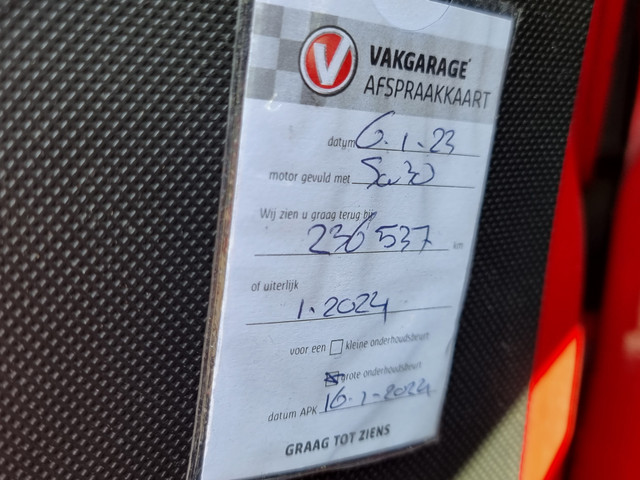 V VAKGARAGE
AFSPRAAKKAART
datum 6.1.23
motor gevuld met 5w30
Wij zien u graag terug bij
236537 km
of uiterlijk
1.2024
voor een kleine onderhoudsbeurt
grote onderhoudsbeurt
datum APK 16-1-2024
GRAAG TOT ZIENS